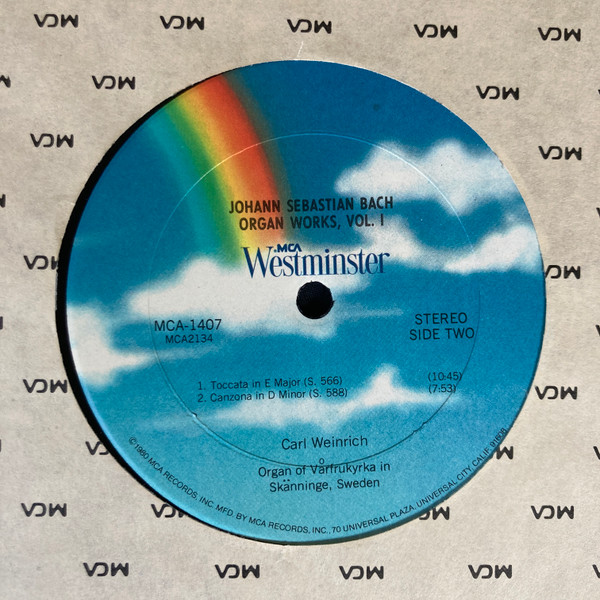 JOHANN SEBASTIAN BACH
ORGAN WORKS, VOL. I
MCA
Westminster
MCA-1407
MCA2134
STEREO
SIDE TWO
1. Toccata in E Major (S. 566) (10:45)
2. Canzona in D Minor (S. 588) (7:53)
Carl Weinrich
Organ of Vårfrukyrka in
Skänninge, Sweden
©1980 MCA RECORDS, INC. MFD. BY MCA RECORDS, INC., 70 UNIVERSAL PLAZA, UNIVERSAL CITY, CALIF. 91608
MCA